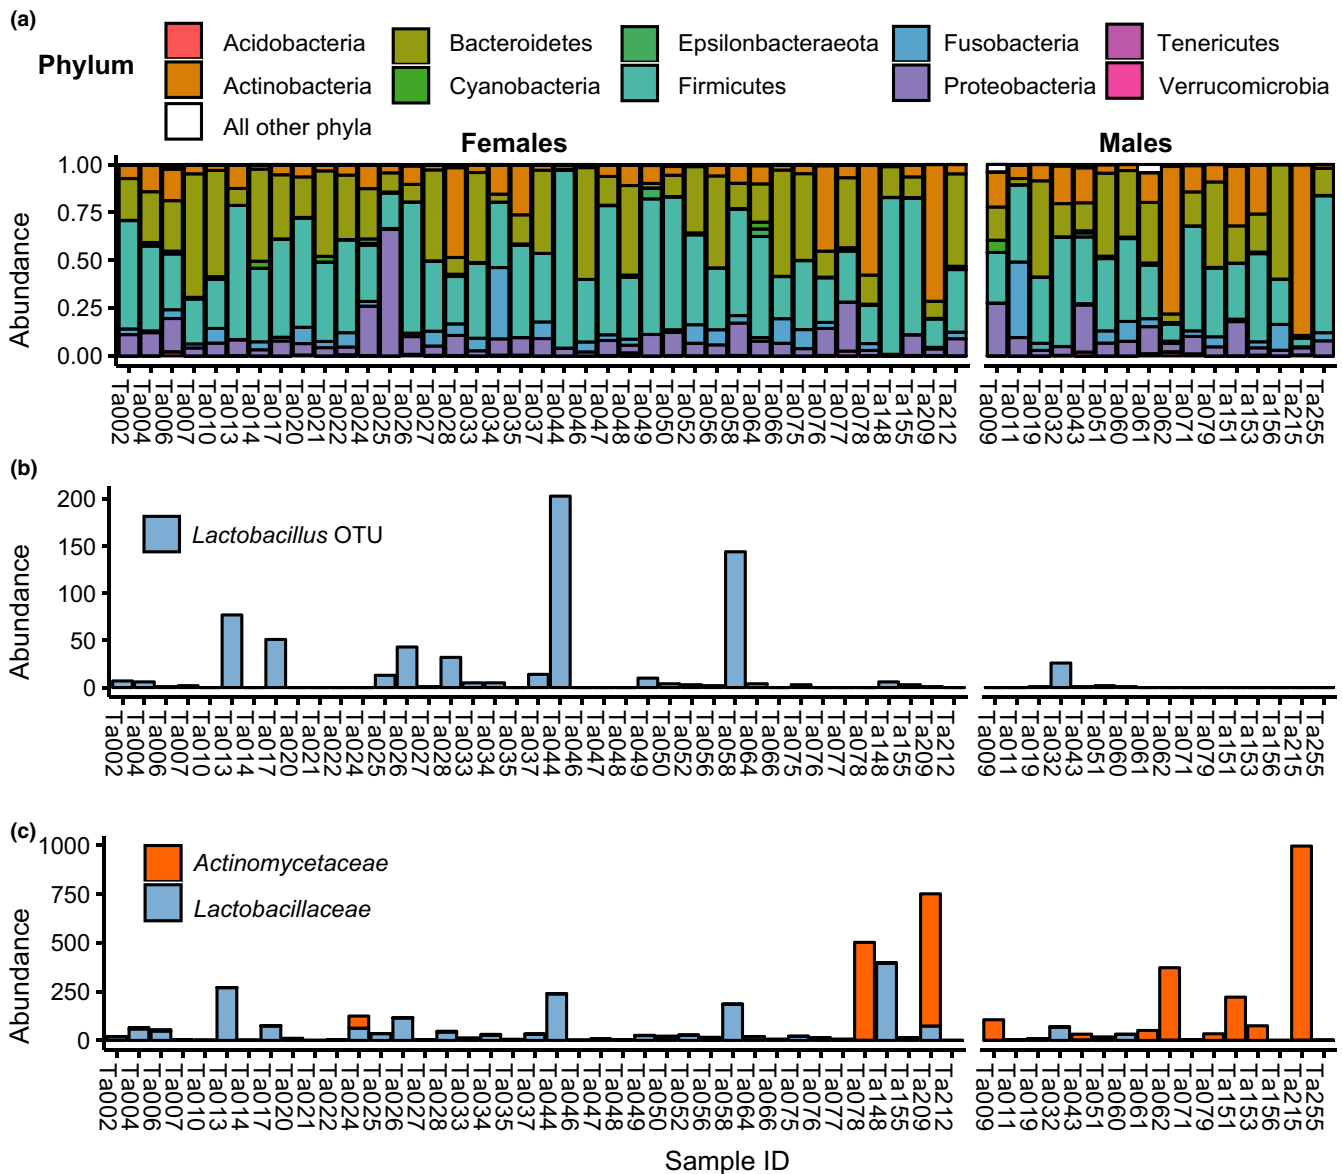 (a)
Phylum
Acidobacteria
Bacteroidetes
Epsilonbacteraeota
Fusobacteria
Tenericutes
Actinobacteria
Cyanobacteria
Firmicutes
Proteobacteria
Verrucomicrobia
All other phyla
Females
Males
Abundance
1.00
0.75
0.50
0.25
0.00
Ta002 Ta004 Ta006 Ta007 Ta010 Ta013 Ta014 Ta017 Ta020 Ta021 Ta022 Ta024 Ta025 Ta026 Ta027 Ta028 Ta033 Ta034 Ta035 Ta037 Ta044 Ta046 Ta047 Ta048 Ta049 Ta050 Ta052 Ta056 Ta058 Ta064 Ta066 Ta075 Ta076 Ta077 Ta078 Ta148 Ta155 Ta209 Ta212
Ta009 Ta011 Ta019 Ta032 Ta043 Ta051 Ta060 Ta061 Ta062 Ta071 Ta079 Ta151 Ta153 Ta156 Ta215 Ta255
(b)
Abundance
200
150
100
50
0
Lactobacillus OTU
Ta002 Ta004 Ta006 Ta007 Ta010 Ta013 Ta014 Ta017 Ta020 Ta021 Ta022 Ta024 Ta025 Ta026 Ta027 Ta028 Ta033 Ta034 Ta035 Ta037 Ta044 Ta046 Ta047 Ta048 Ta049 Ta050 Ta052 Ta056 Ta058 Ta064 Ta066 Ta075 Ta076 Ta077 Ta078 Ta148 Ta155 Ta209 Ta212
Ta009 Ta011 Ta019 Ta032 Ta043 Ta051 Ta060 Ta061 Ta062 Ta071 Ta079 Ta151 Ta153 Ta156 Ta215 Ta255
(c)
Abundance
1000
750
500
250
0
Actinomycetaceae
Lactobacillaceae
Ta002 Ta004 Ta006 Ta007 Ta010 Ta013 Ta014 Ta017 Ta020 Ta021 Ta022 Ta024 Ta025 Ta026 Ta027 Ta028 Ta033 Ta034 Ta035 Ta037 Ta044 Ta046 Ta047 Ta048 Ta049 Ta050 Ta052 Ta056 Ta058 Ta064 Ta066 Ta075 Ta076 Ta077 Ta078 Ta148 Ta155 Ta209 Ta212
Ta009 Ta011 Ta019 Ta032 Ta043 Ta051 Ta060 Ta061 Ta062 Ta071 Ta079 Ta151 Ta153 Ta156 Ta215 Ta255
Sample ID